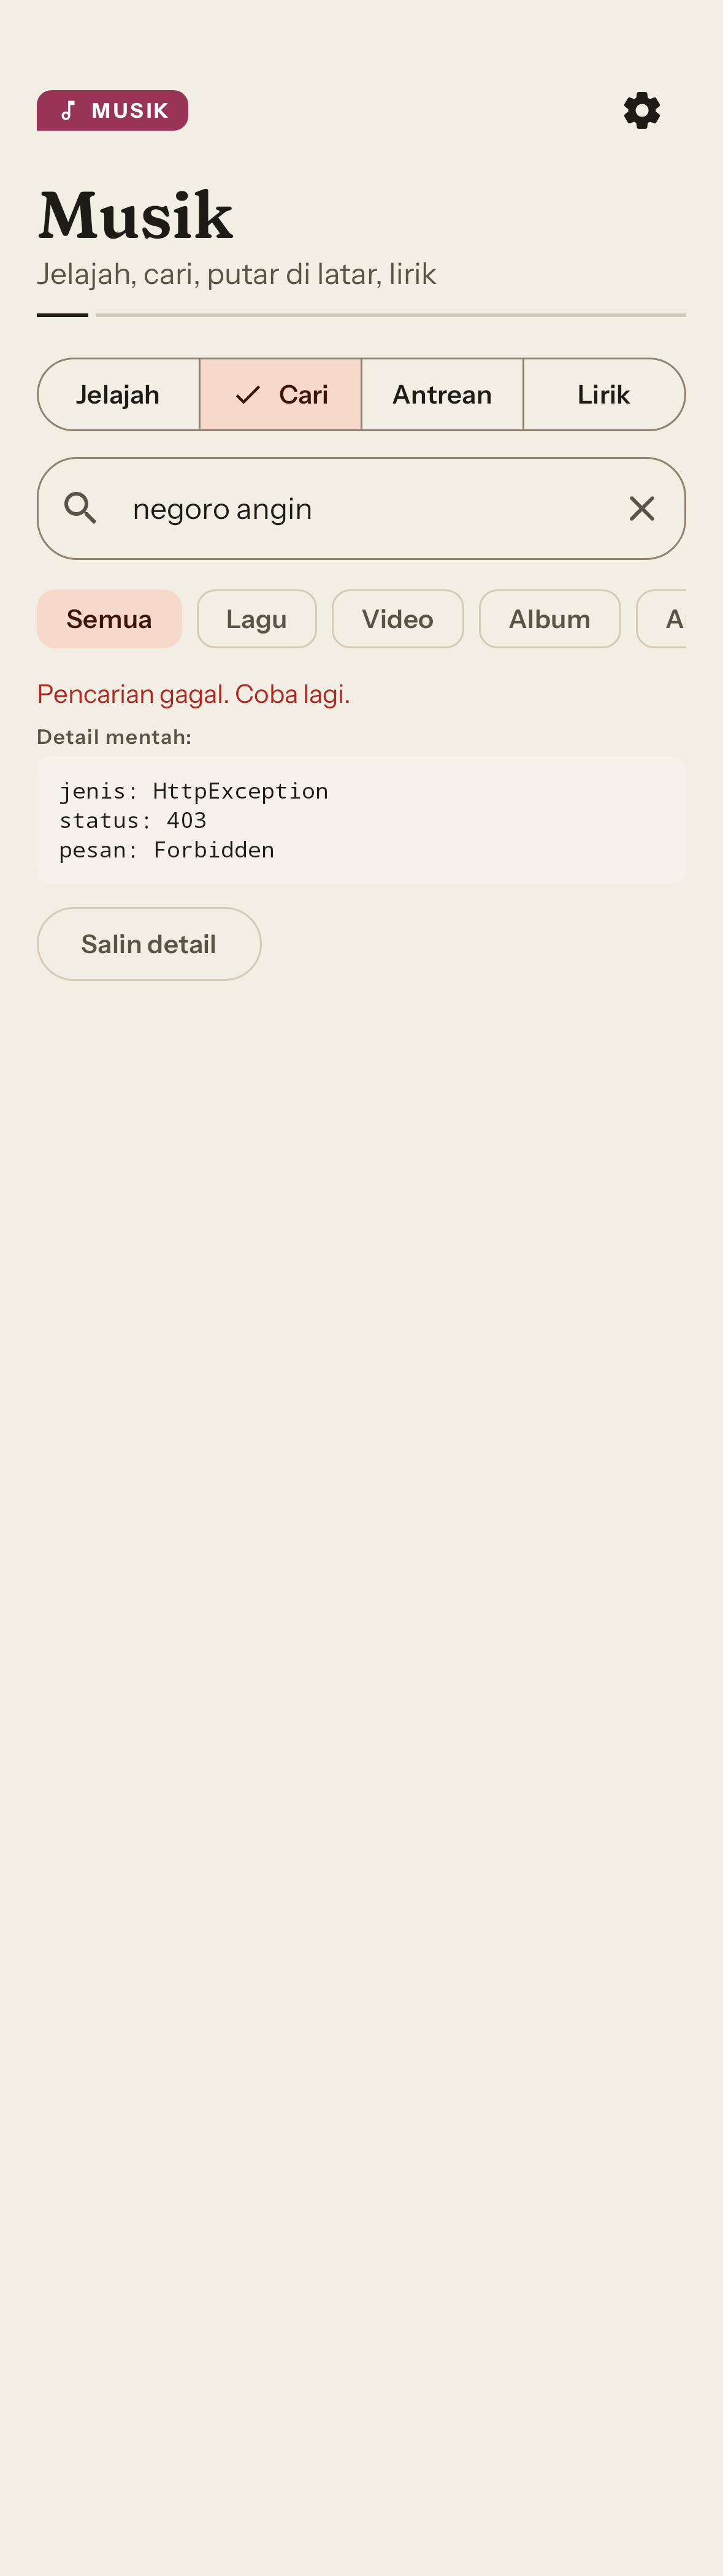 MUSIK
Musik
Jelajah, cari, putar di latar, lirik
Jelajah
Cari
Antrean
Lirik
negoro angin
Semua
Lagu
Video
Album
A
Pencarian gagal. Coba lagi.
Detail mentah:
jenis: HttpException
status: 403
pesan: Forbidden
Salin detail